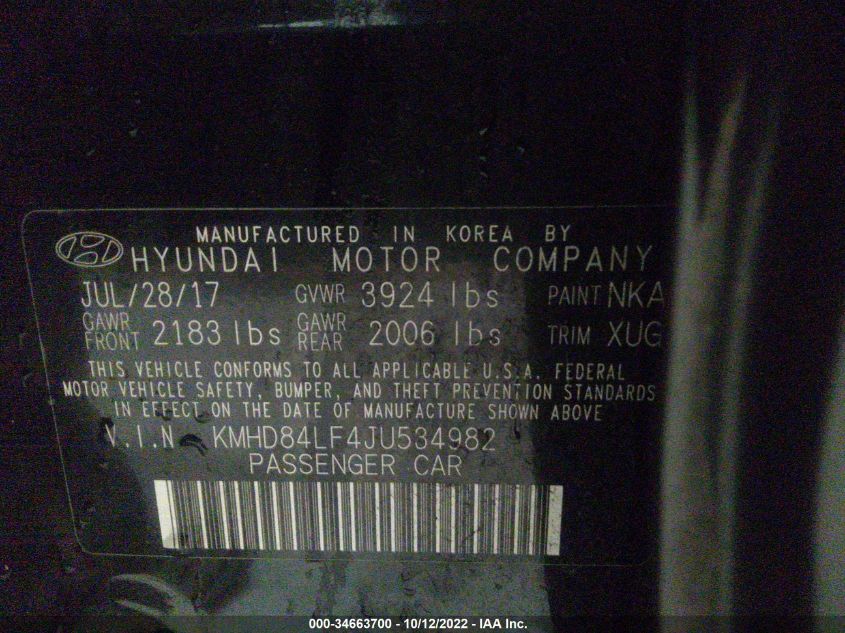 MANUFACTURED IN KOREA BY
HYUNDAI MOTOR COMPANY
JUL/28/17 GVWR 3924 lbs PAINT NKA
GAWR FRONT 2183 lbs GAWR REAR 2006 lbs TRIM XUG
THIS VEHICLE CONFORMS TO ALL APPLICABLE U.S.A. FEDERAL
MOTOR VEHICLE SAFETY, BUMPER, AND THEFT PREVENTION STANDARDS
IN EFFECT ON THE DATE OF MANUFACTURE SHOWN ABOVE
V.I.N KMHD84LF4JU534982
PASSENGER CAR
000-34663700 - 10/12/2022 - IAA Inc.